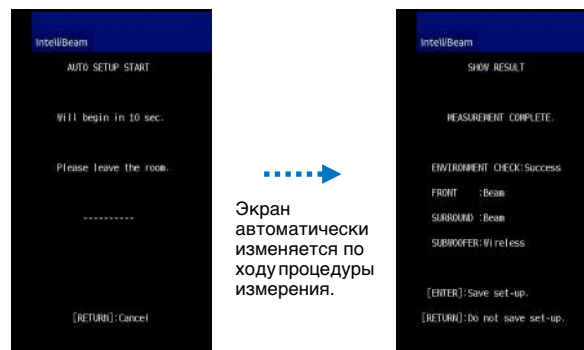 IntelliBeam
AUTO SETUP START
Will begin in 10 sec.
Please leave the room.
----------
[RETURN]:Cancel
Экран
автоматически
изменяется по
ходу процедуры
измерения.
IntelliBeam
SHOW RESULT
MEASUREMENT COMPLETE.
ENVIRONMENT CHECK:Success
FRONT :Beam
SURROUND :Beam
SUBWOOFER:Wireless
[ENTER]:Save set-up.
[RETURN]:Do not save set-up.